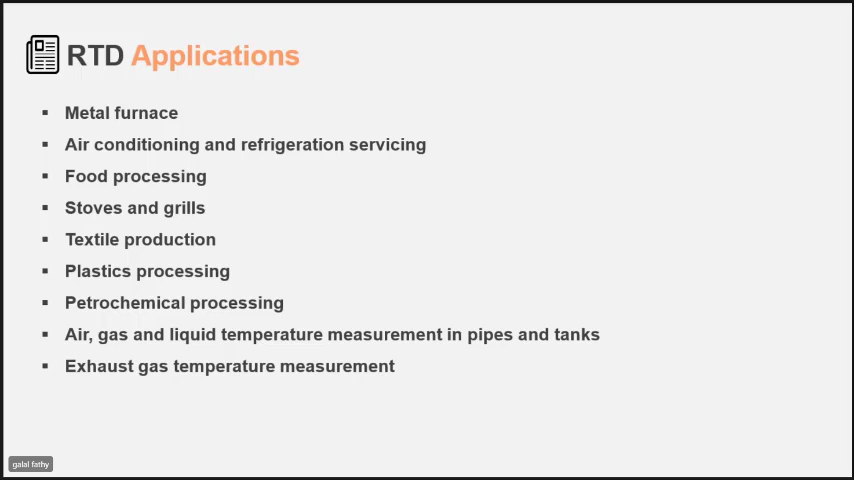 RTD Applications
Metal furnace
Air conditioning and refrigeration servicing
Food processing
Stoves and grills
Textile production
Plastics processing
Petrochemical processing
Air, gas and liquid temperature measurement in pipes and tanks
Exhaust gas temperature measurement
galal fathy